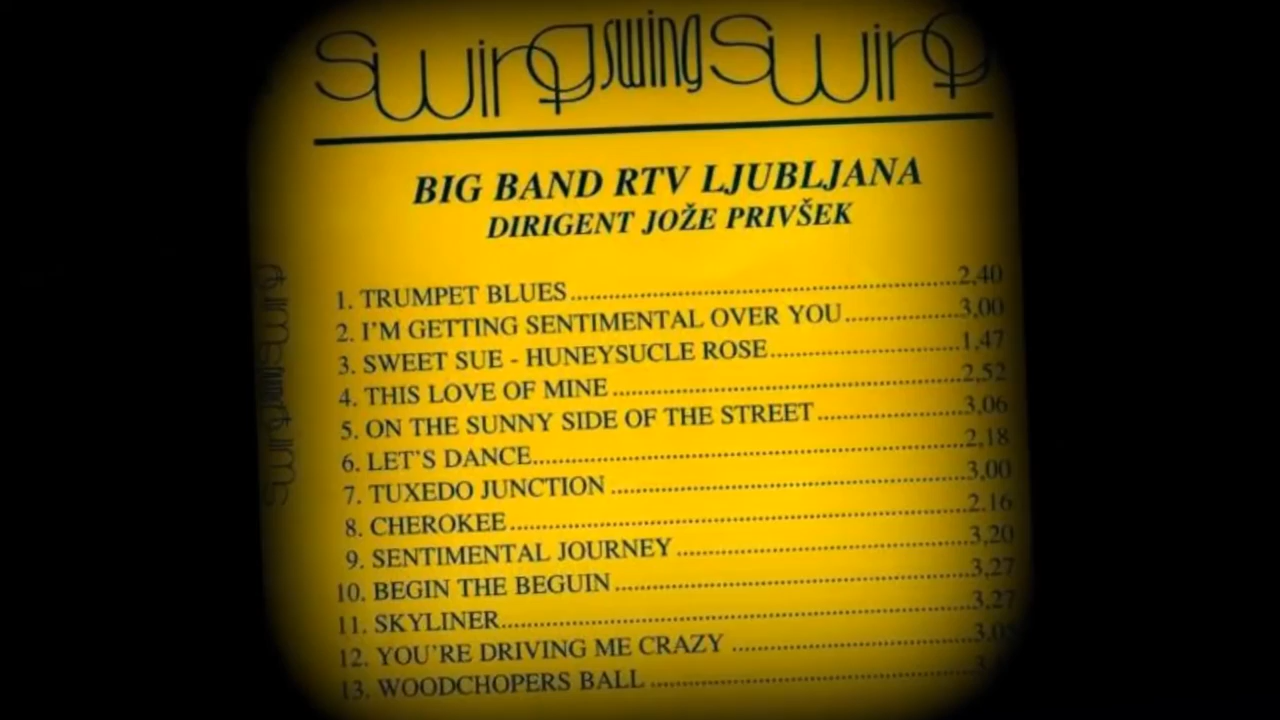 Swing swing Swing
BIG BAND RTV LJUBLJANA
DIRIGENT JOŽE PRIVŠEK
1. TRUMPET BLUES 2,40
2. I'M GETTING SENTIMENTAL OVER YOU 3,00
3. SWEET SUE - HUNEYSUCLE ROSE 1,47
4. THIS LOVE OF MINE 2,52
5. ON THE SUNNY SIDE OF THE STREET 3,06
6. LET'S DANCE 2,18
7. TUXEDO JUNCTION 3,00
8. CHEROKEE 2.16
9. SENTIMENTAL JOURNEY 3,20
10. BEGIN THE BEGUIN 3,27
11. SKYLINER 3,27
12. YOU'RE DRIVING ME CRAZY
13. WOODCHOPERS BALL